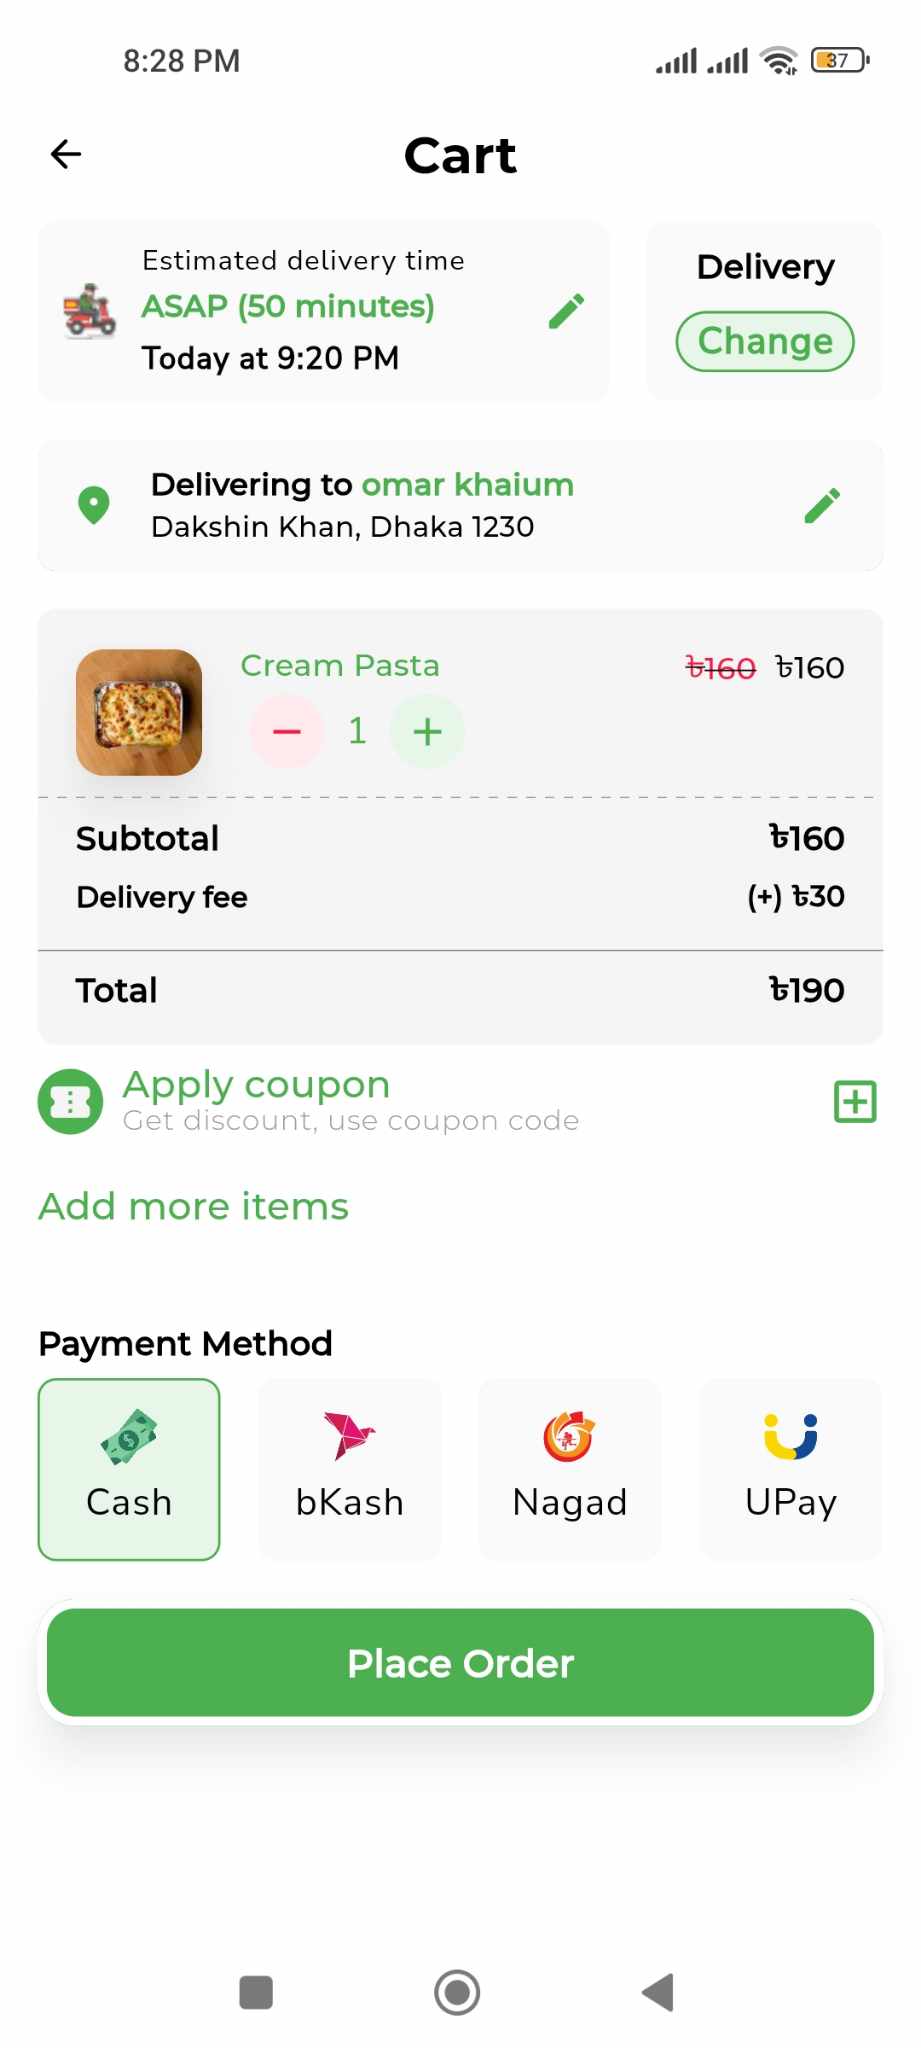 8:28 PM
37
Cart
Estimated delivery time
ASAP (50 minutes)
Today at 9:20 PM
Delivery
Change
Delivering to omar khaium
Dakshin Khan, Dhaka 1230
Cream Pasta
৳160 ৳160
1
Subtotal ৳160
Delivery fee (+) ৳30
Total ৳190
Apply coupon
Get discount, use coupon code
Add more items
Payment Method
Cash bKash Nagad UPay
Place Order